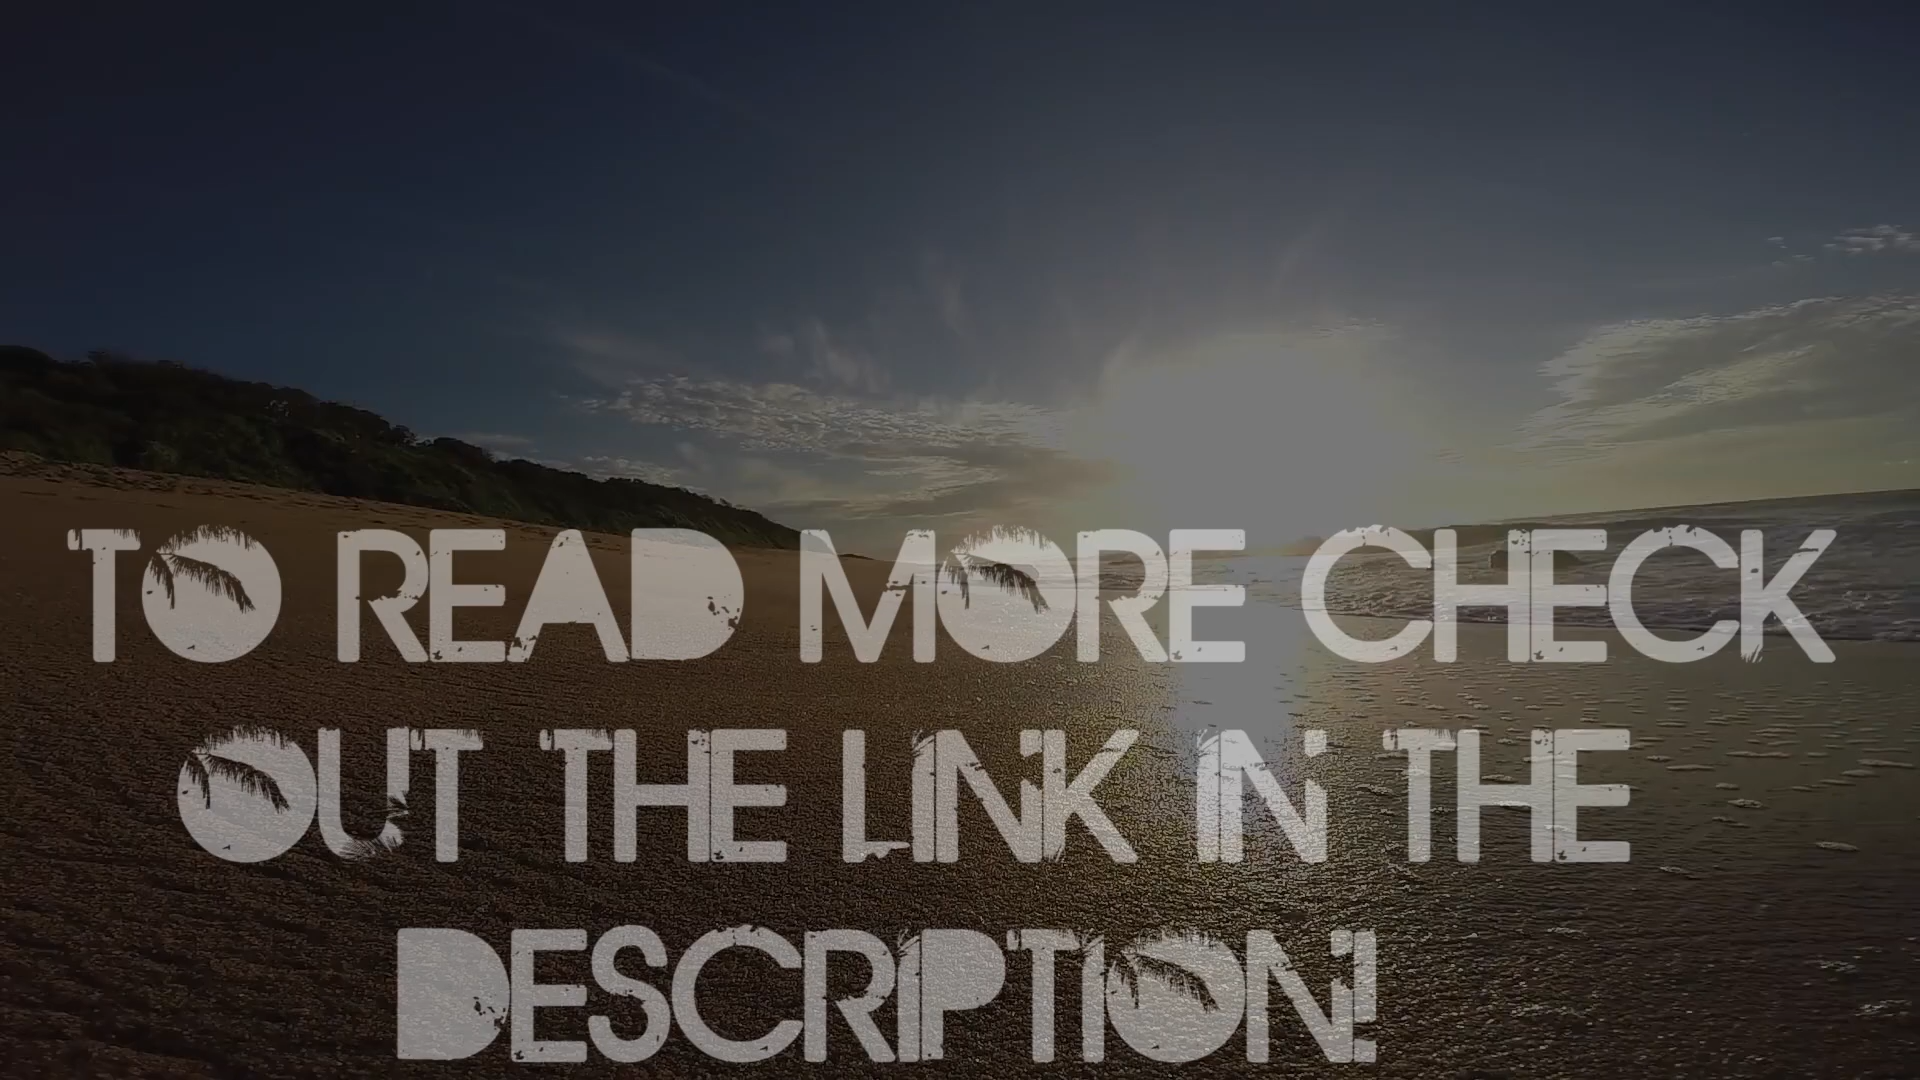 TO READ MORE CHECK
OUT THE LINK IN THE
DESCRIPTION!